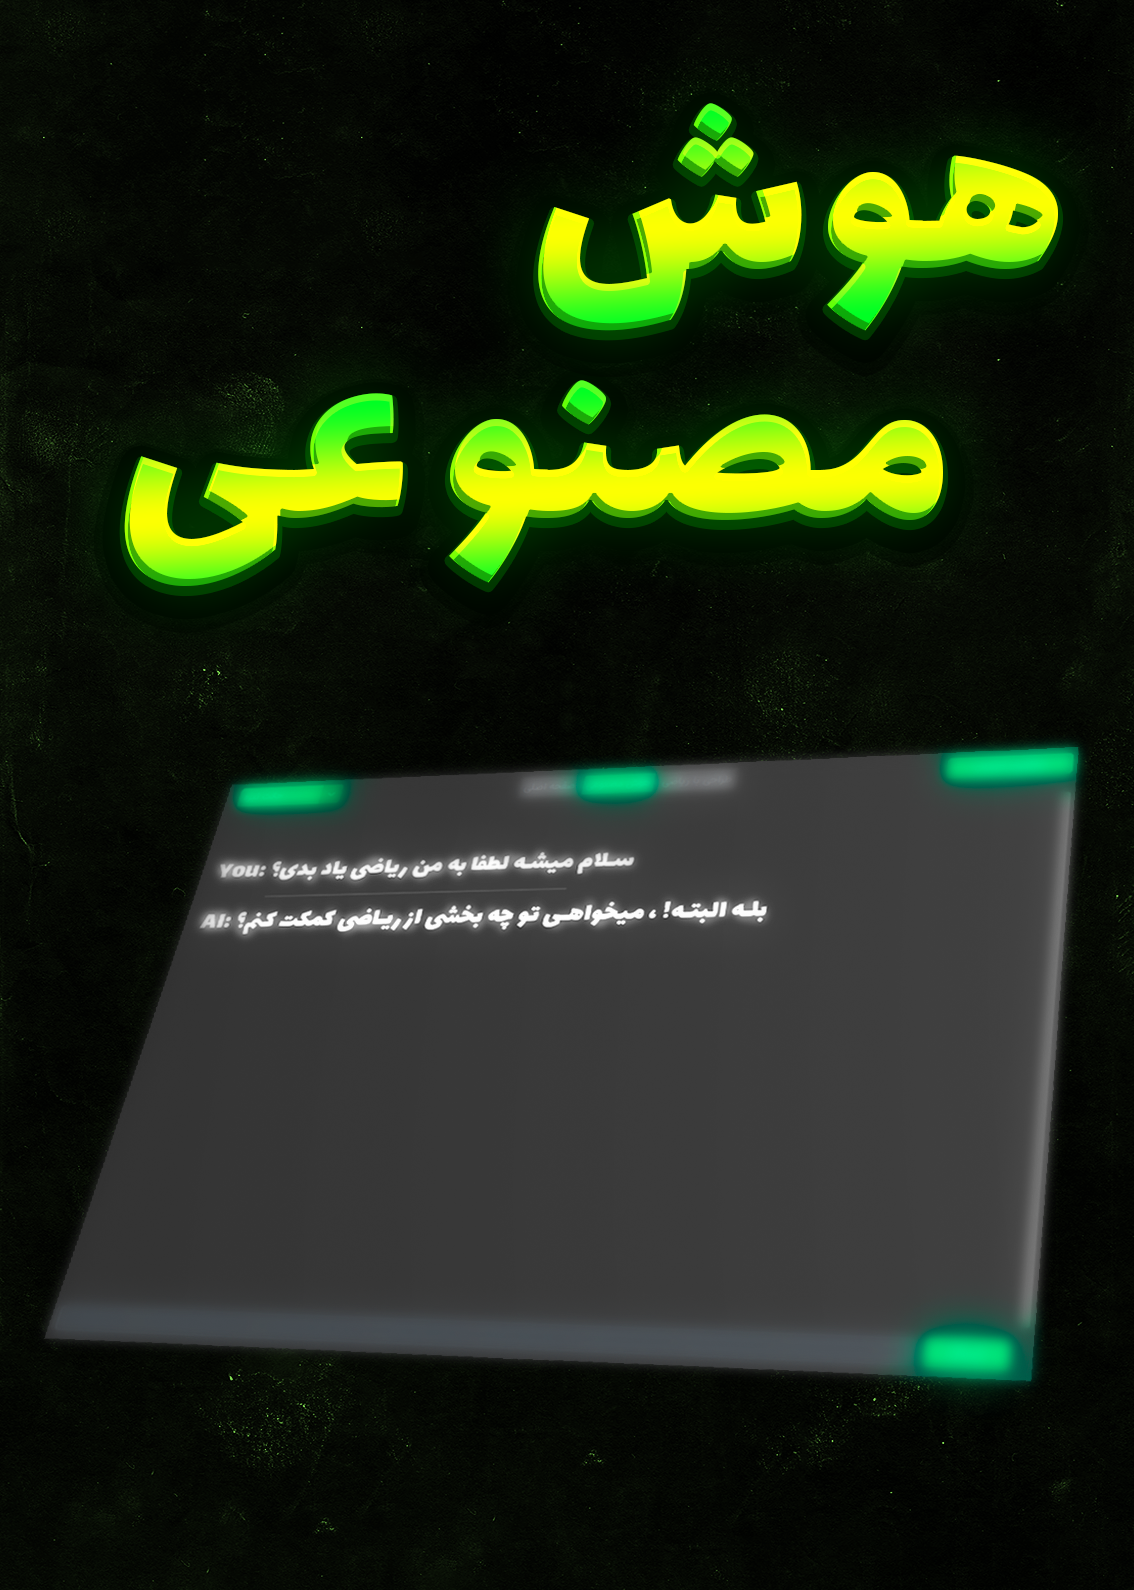 هوش
مصنوعی
You: سلام میشه لطفا به من ریاضی یاد بدی؟
AI: بله البته! ، میخواهی تو چه بخشی از ریاضی کمکت کنم؟